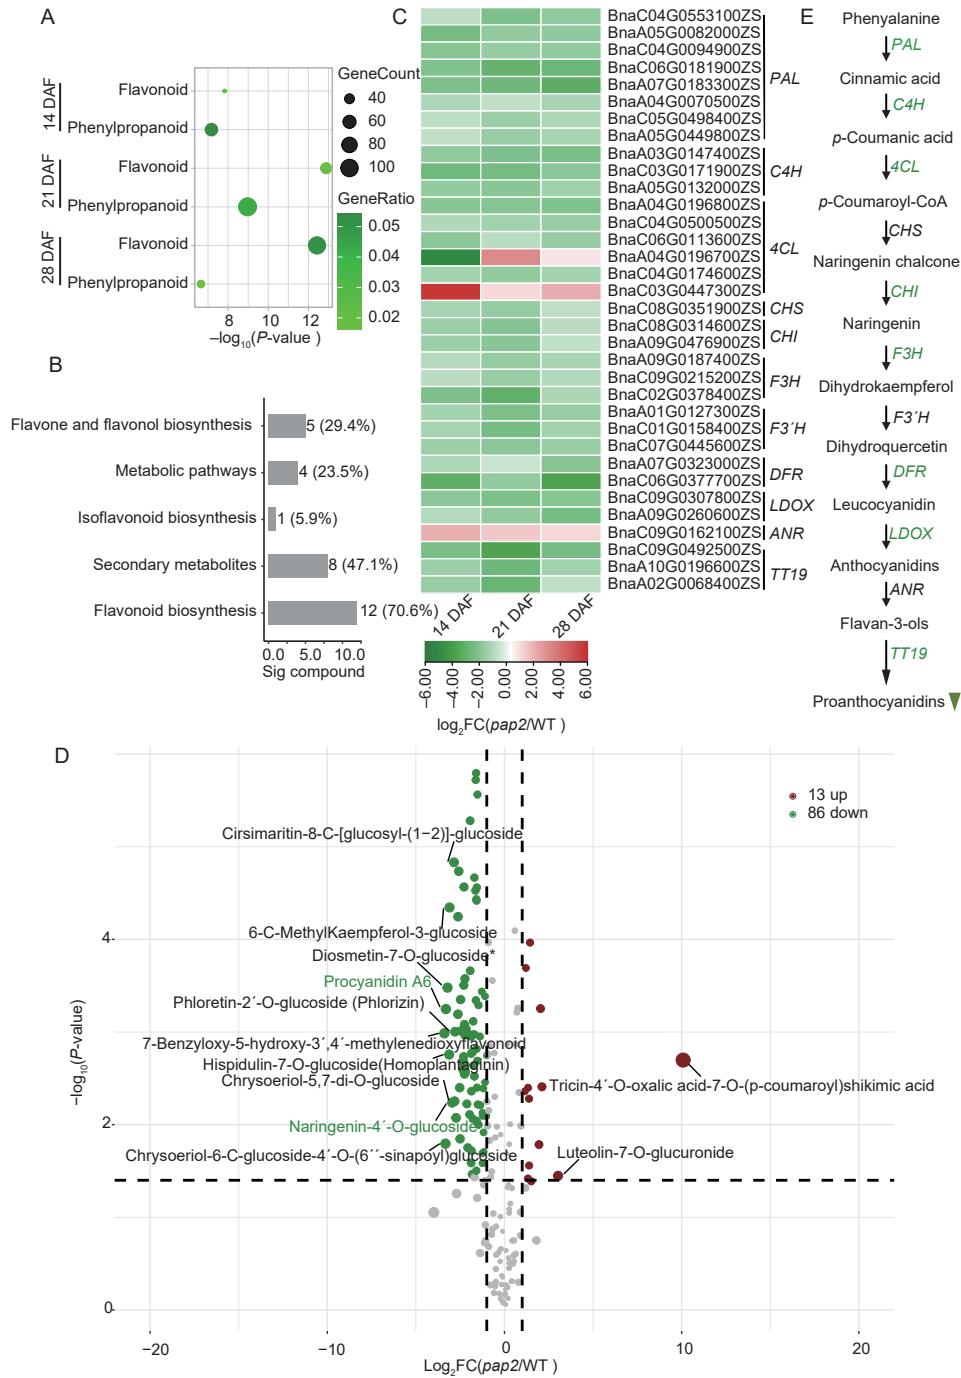 A
14 DAF
Flavonoid
Phenylpropanoid
21 DAF
Flavonoid
Phenylpropanoid
28 DAF
Flavonoid
Phenylpropanoid
8 10 12
−log10(P-value )
GeneCount
40
60
80
100
GeneRatio
0.05
0.04
0.03
0.02
B
Flavone and flavonol biosynthesis 5 (29.4%)
Metabolic pathways 4 (23.5%)
Isoflavonoid biosynthesis 1 (5.9%)
Secondary metabolites 8 (47.1%)
Flavonoid biosynthesis 12 (70.6%)
0.0 5.0 10.0
Sig compound
C
BnaC04G0553100ZS
BnaA05G0082000ZS
BnaC04G0094900ZS
BnaC06G0181900ZS
BnaA07G0183300ZS
BnaA04G0070500ZS
BnaC05G0498400ZS
BnaA05G0449800ZS
PAL
BnaA03G0147400ZS
BnaC03G0171900ZS
BnaA05G0132000ZS
C4H
BnaA04G0196800ZS
BnaC04G0500500ZS
BnaC06G0113600ZS
BnaA04G0196700ZS
BnaC04G0174600ZS
BnaC03G0447300ZS
4CL
BnaC08G0351900ZS
CHS
BnaC08G0314600ZS
BnaA09G0476900ZS
CHI
BnaA09G0187400ZS
BnaC09G0215200ZS
BnaC02G0378400ZS
F3H
BnaA01G0127300ZS
BnaC01G0158400ZS
BnaC07G0445600ZS
F3´H
BnaA07G0323000ZS
BnaC06G0377700ZS
DFR
BnaC09G0307800ZS
BnaA09G0260600ZS
LDOX
BnaC09G0162100ZS
ANR
BnaC09G0492500ZS
BnaA10G0196600ZS
BnaA02G0068400ZS
TT19
14 DAF 21 DAF 28 DAF
−6.00 −4.00 −2.00 0.00 2.00 4.00 6.00
log2FC(pap2/WT )
E
Phenyalanine
PAL
Cinnamic acid
C4H
p-Coumanic acid
4CL
p-Coumaroyl-CoA
CHS
Naringenin chalcone
CHI
Naringenin
F3H
Dihydrokaempferol
F3´H
Dihydroquercetin
DFR
Leucocyanidin
LDOX
Anthocyanidins
ANR
Flavan-3-ols
TT19
Proanthocyanidins
D
13 up
86 down
Cirsimaritin-8-C-[glucosyl-(1−2)]-glucoside
6-C-MethylKaempferol-3-glucoside
Diosmetin-7-O-glucoside*
Procyanidin A6
Phloretin-2´-O-glucoside (Phlorizin)
7-Benzyloxy-5-hydroxy-3´,4´-methylenedioxyflavonoid
Hispidulin-7-O-glucoside(Homoplantaginin)
Chrysoeriol-5,7-di-O-glucoside
Naringenin-4´-O-glucoside
Chrysoeriol-6-C-glucoside-4´-O-(6´´-sinapoyl)glucoside
Tricin-4´-O-oxalic acid-7-O-(p-coumaroyl)shikimic acid
Luteolin-7-O-glucuronide
−log10(P-value)
4
2
0
−20 −10 0 10 20
Log2FC(pap2/WT )